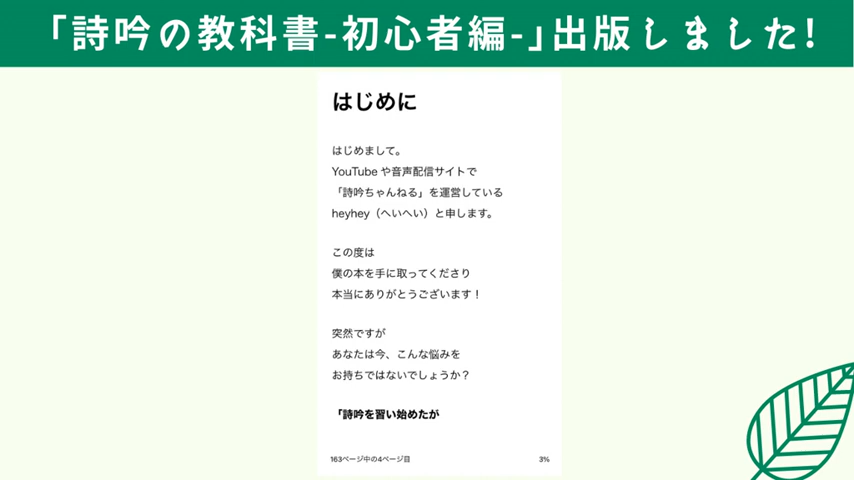 「詩吟の教科書-初心者編-」出版しました!
はじめに
はじめまして。
YouTube や音声配信サイトで
「詩吟ちゃんねる」を運営している
heyhey（へいへい）と申します。
この度は
僕の本を手に取ってくださり
本当にありがとうございます！
突然ですが
あなたは今、こんな悩みを
お持ちではないでしょうか？
「詩吟を習い始めたが
163ページ中の4ページ目
3%